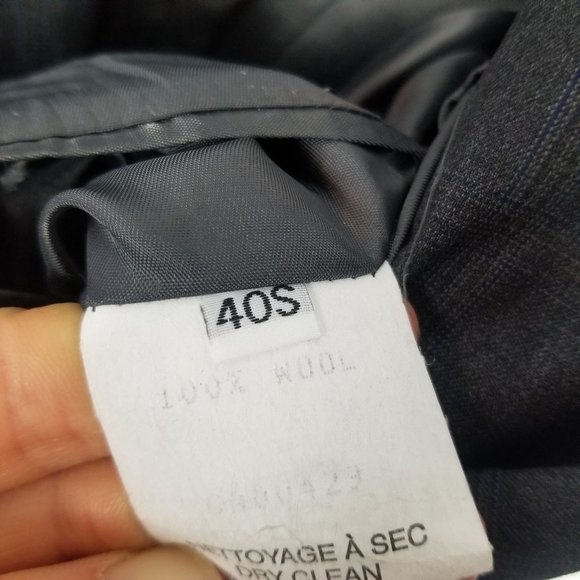 40S
100% WOOL
NETTOYAGE À SEC
DRY CLEAN